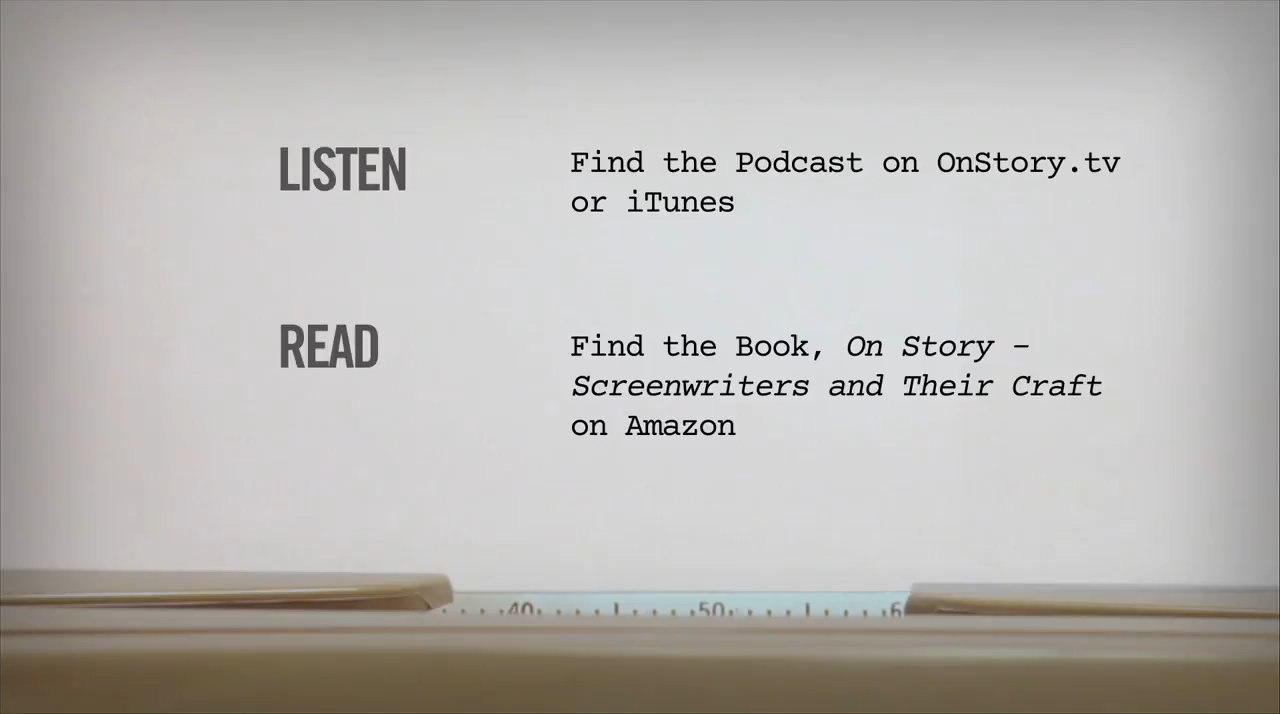 LISTEN
Find the Podcast on OnStory.tv
or iTunes
READ
Find the Book, On Story –
Screenwriters and Their Craft
on Amazon
40 50 6